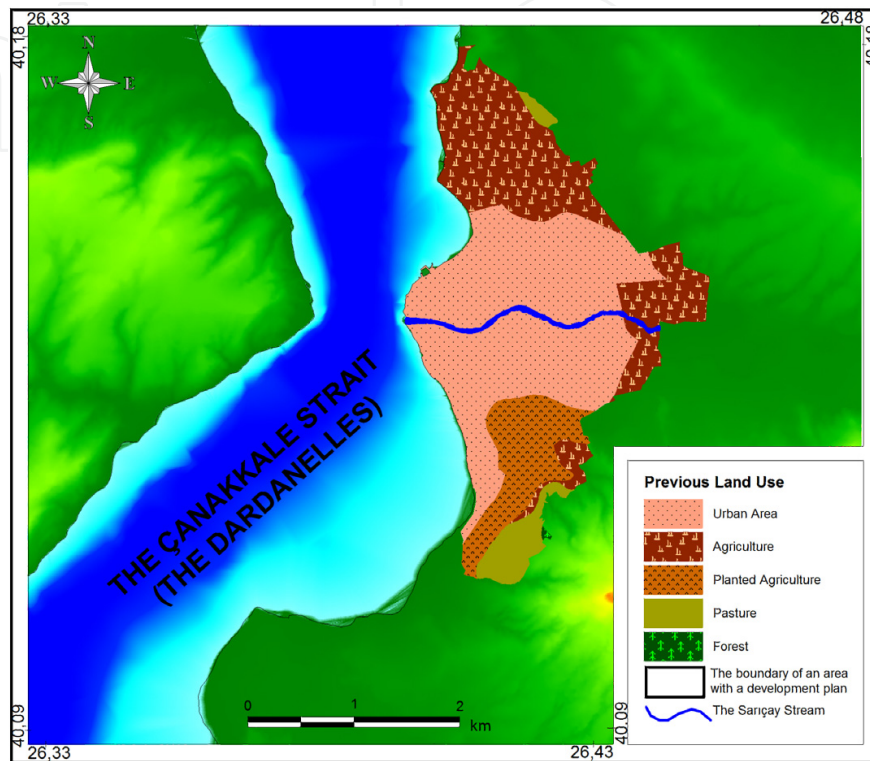 26,33
26,48
40,18
40,18
N
W
E
S
THE ÇANAKKALE STRAIT
(THE DARDANELLES)
Previous Land Use
Urban Area
Agriculture
Planted Agriculture
Pasture
Forest
The boundary of an area
with a development plan
The Sarıçay Stream
0 1 2
km
40,09
40,09
26,33
26,43